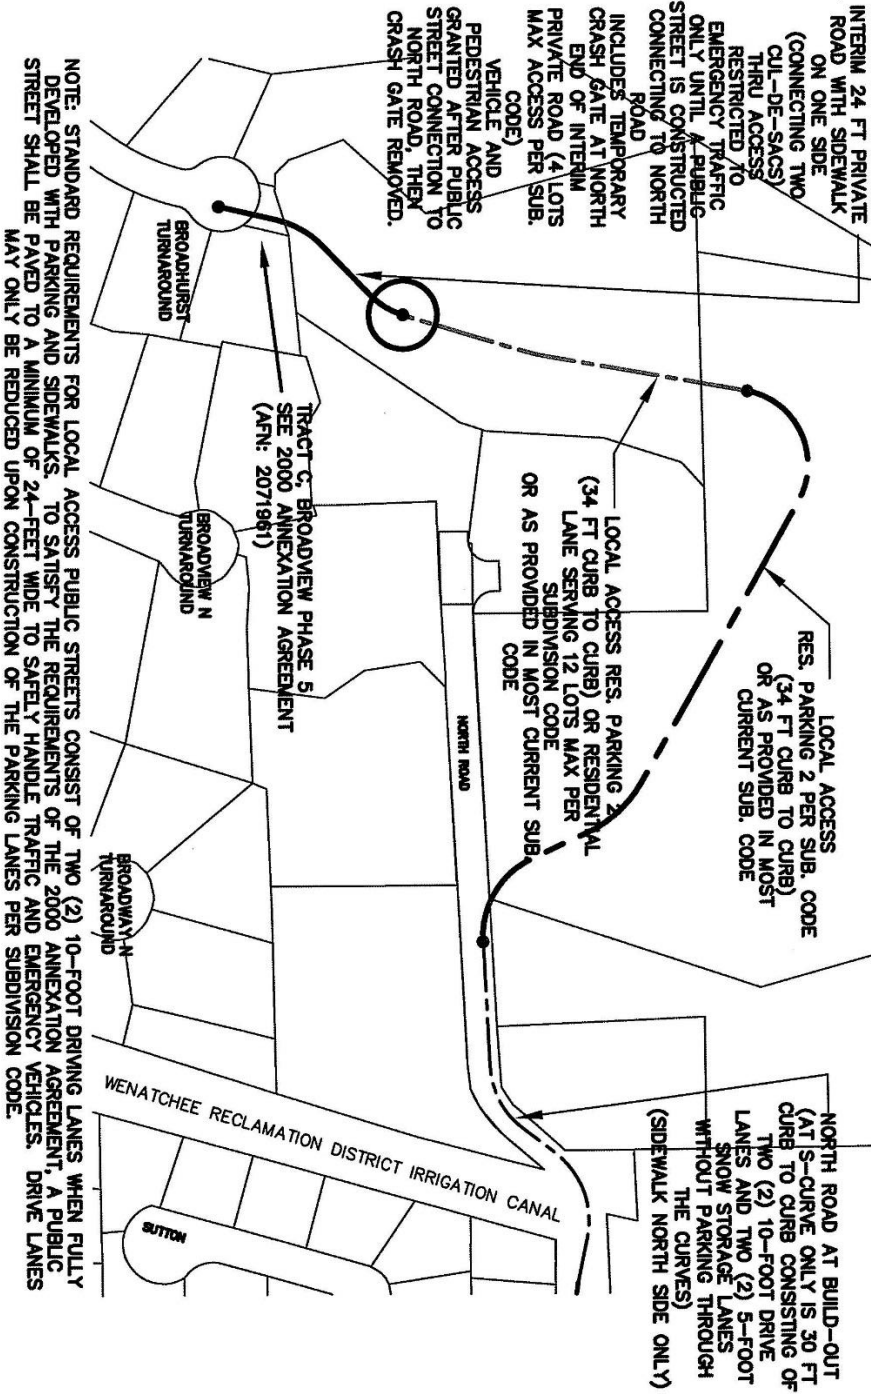 INTERIM 24 FT PRIVATE
ROAD WITH SIDEWALK
ON ONE SIDE
(CONNECTING TWO
CUL-DE-SACS)
THRU ACCESS
RESTRICTED TO
EMERGENCY TRAFFIC
ONLY UNTIL A PUBLIC
STREET IS CONSTRUCTED
CONNECTING TO NORTH
ROAD
INCLUDES TEMPORARY
CRASH GATE AT NORTH
END OF INTERIM
PRIVATE ROAD (4 LOTS
MAX ACCESS PER SUB.
CODE)
VEHICLE AND
PEDESTRIAN ACCESS
GRANTED AFTER PUBLIC
STREET CONNECTION TO
NORTH ROAD, THEN
CRASH GATE REMOVED.
LOCAL ACCESS
RES. PARKING 2 PER SUB. CODE
(34 FT CURB TO CURB)
OR AS PROVIDED IN MOST
CURRENT SUB. CODE
NORTH ROAD AT BUILD-OUT
(AT S-CURVE ONLY IS 30 FT
CURB TO CURB CONSISTING OF
TWO (2) 10-FOOT DRIVE
LANES AND TWO (2) 5-FOOT
SNOW STORAGE LANES
WITHOUT PARKING THROUGH
THE CURVES)
(SIDEWALK NORTH SIDE ONLY)
LOCAL ACCESS RES. PARKING 2
(34 FT CURB TO CURB) OR RESIDENTIAL
LANE SERVING 12 LOTS MAX PER
SUBDIVISION CODE
OR AS PROVIDED IN MOST CURRENT SUB
CODE
NORTH ROAD
TRACT C, BROADVIEW PHASE 5
SEE 2000 ANNEXATION AGREEMENT
(AFN: 2071961)
BROADHURST
TURNAROUND
BROADVIEW N
TURNAROUND
BROADWAY N
TURNAROUND
WENATCHEE RECLAMATION DISTRICT IRRIGATION CANAL
SUTTON
NOTE: STANDARD REQUIREMENTS FOR LOCAL ACCESS PUBLIC STREETS CONSIST OF TWO (2) 10-FOOT DRIVING LANES WHEN FULLY
DEVELOPED WITH PARKING AND SIDEWALKS. TO SATISFY THE REQUIREMENTS OF THE 2000 ANNEXATION AGREEMENT, A PUBLIC
STREET SHALL BE PAVED TO A MINIMUM OF 24-FEET WIDE TO SAFELY HANDLE TRAFFIC AND EMERGENCY VEHICLES. DRIVE LANES
MAY ONLY BE REDUCED UPON CONSTRUCTION OF THE PARKING LANES PER SUBDIVISION CODE.